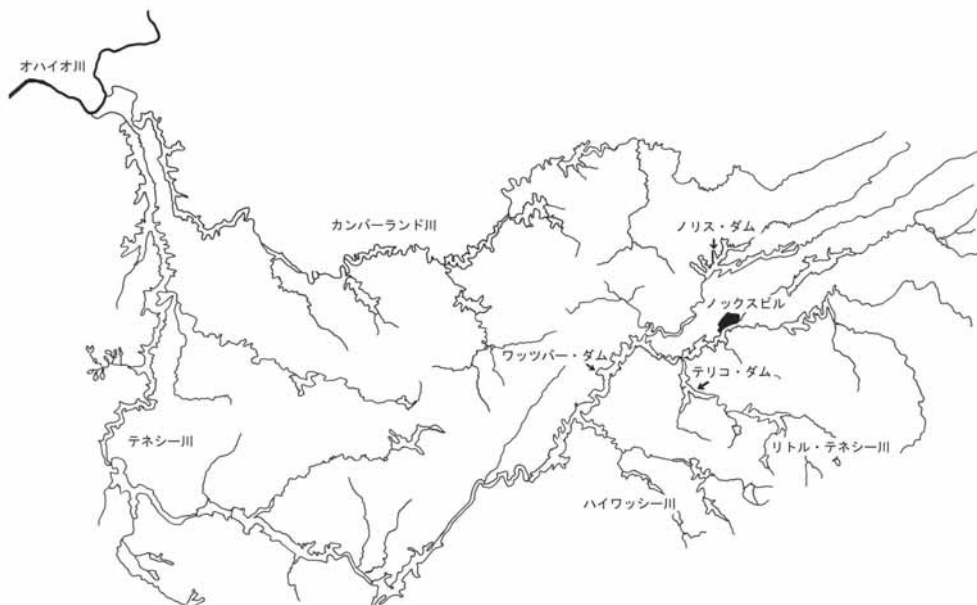 オハイオ川
カンバーランド川
ノリス・ダム
ノックスビル
ワッツバー・ダム
テリコ・ダム
テネシー川
リトル・テネシー川
ハイワッシー川